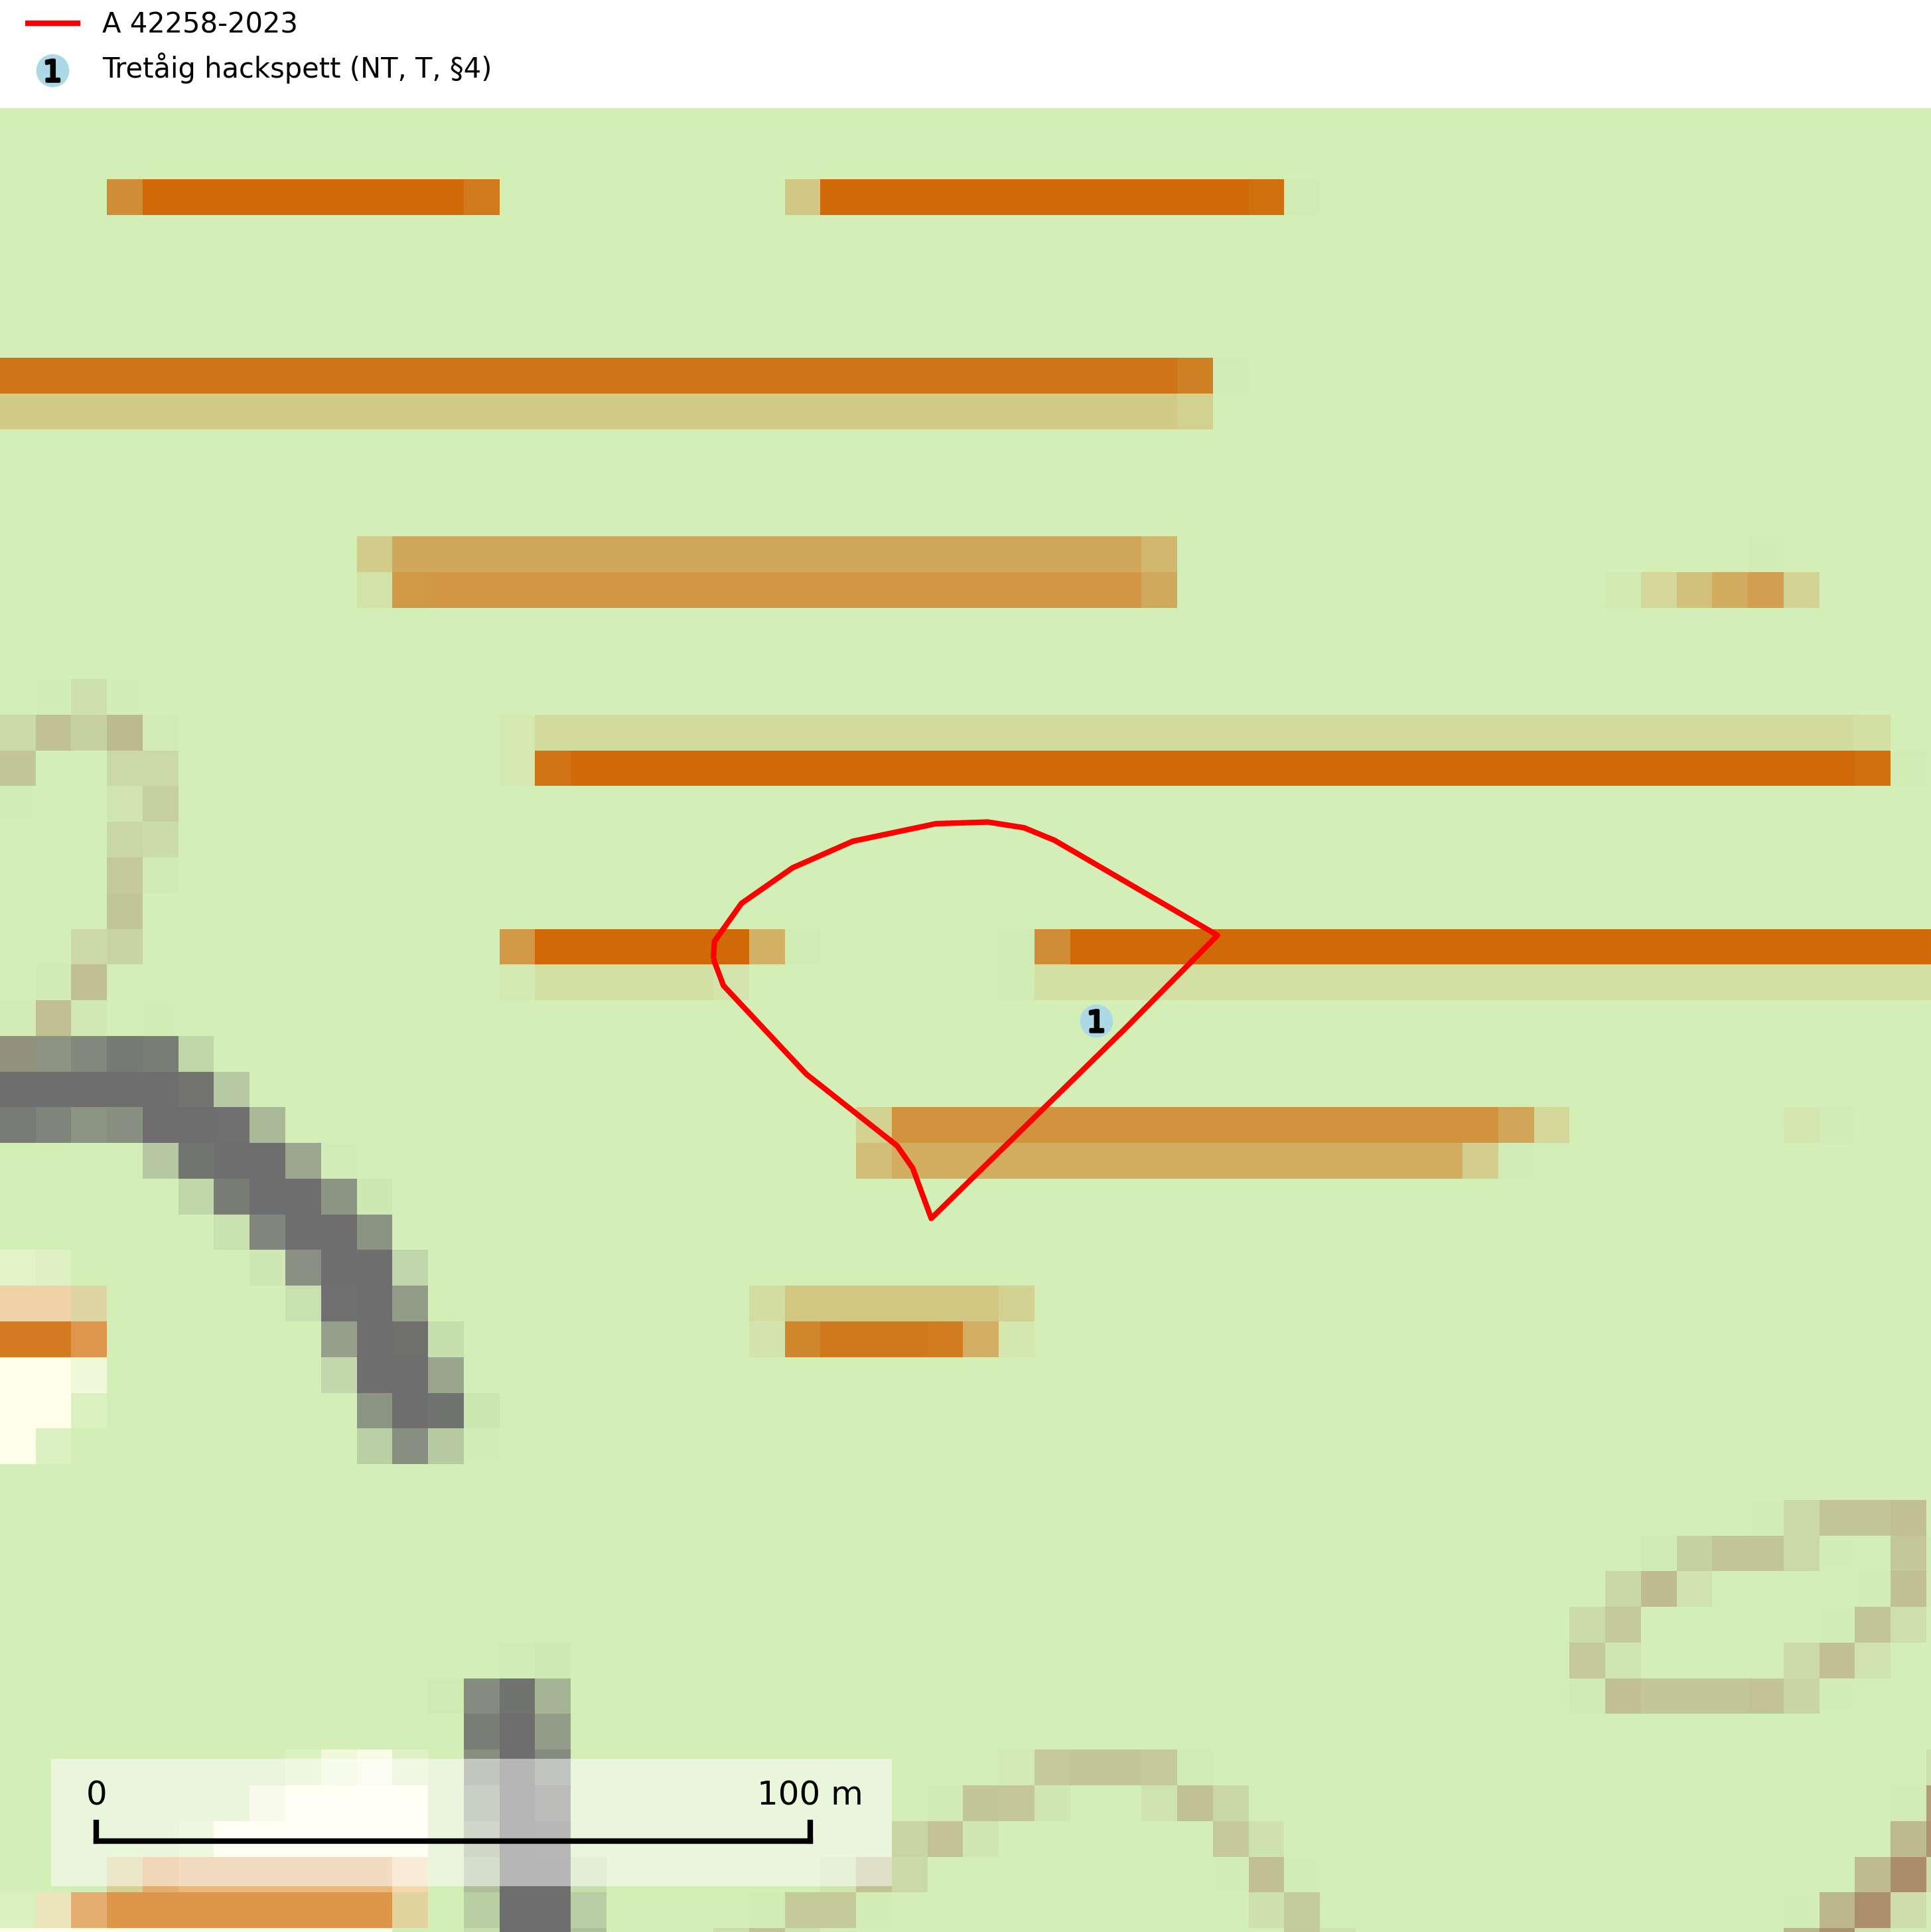 A 42258-2023
1 Tretåig hackspett (NT, T, §4)
1
0 100 m